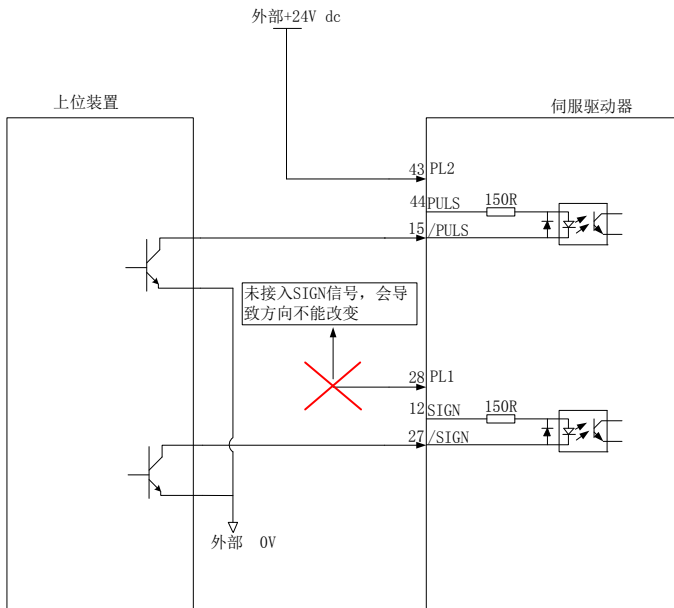 外部+24V dc
上位装置
伺服驱动器
43 PL2
44 PULS 150R
15 /PULS
未接入SIGN信号，会导
致方向不能改变
28 PL1
12 SIGN 150R
27 /SIGN
外部 0V